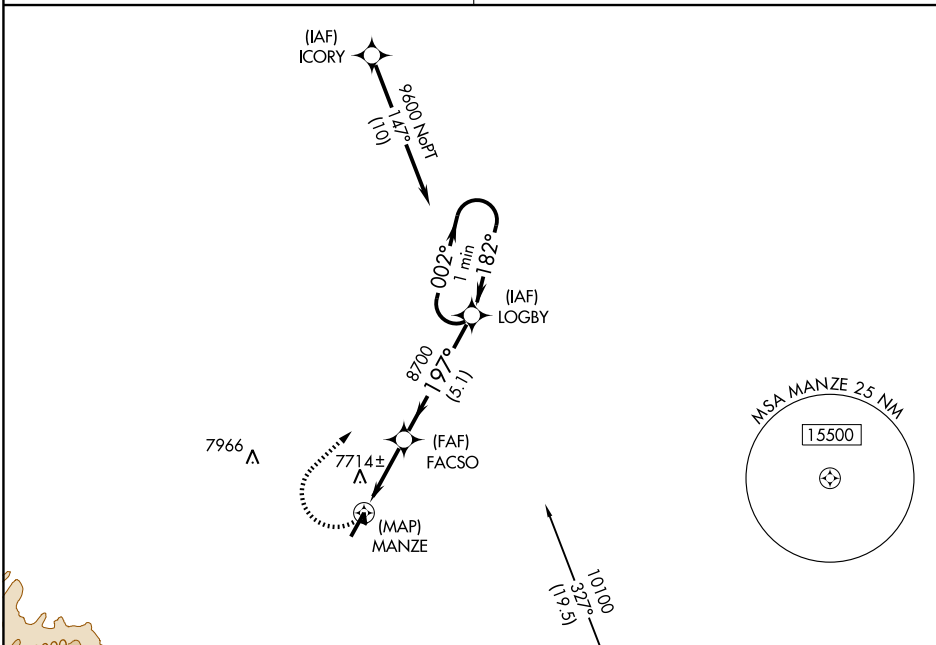 (IAF)
ICORY
9600 NoPT
147°
(10)
002°
1 min
182°
(IAF)
LOGBY
8700
197°
(5.1)
MSA MANZE 25 NM
15500
7966
7714±
(FAF)
FACSO
(MAP)
MANZE
10100
327°
(19.5)